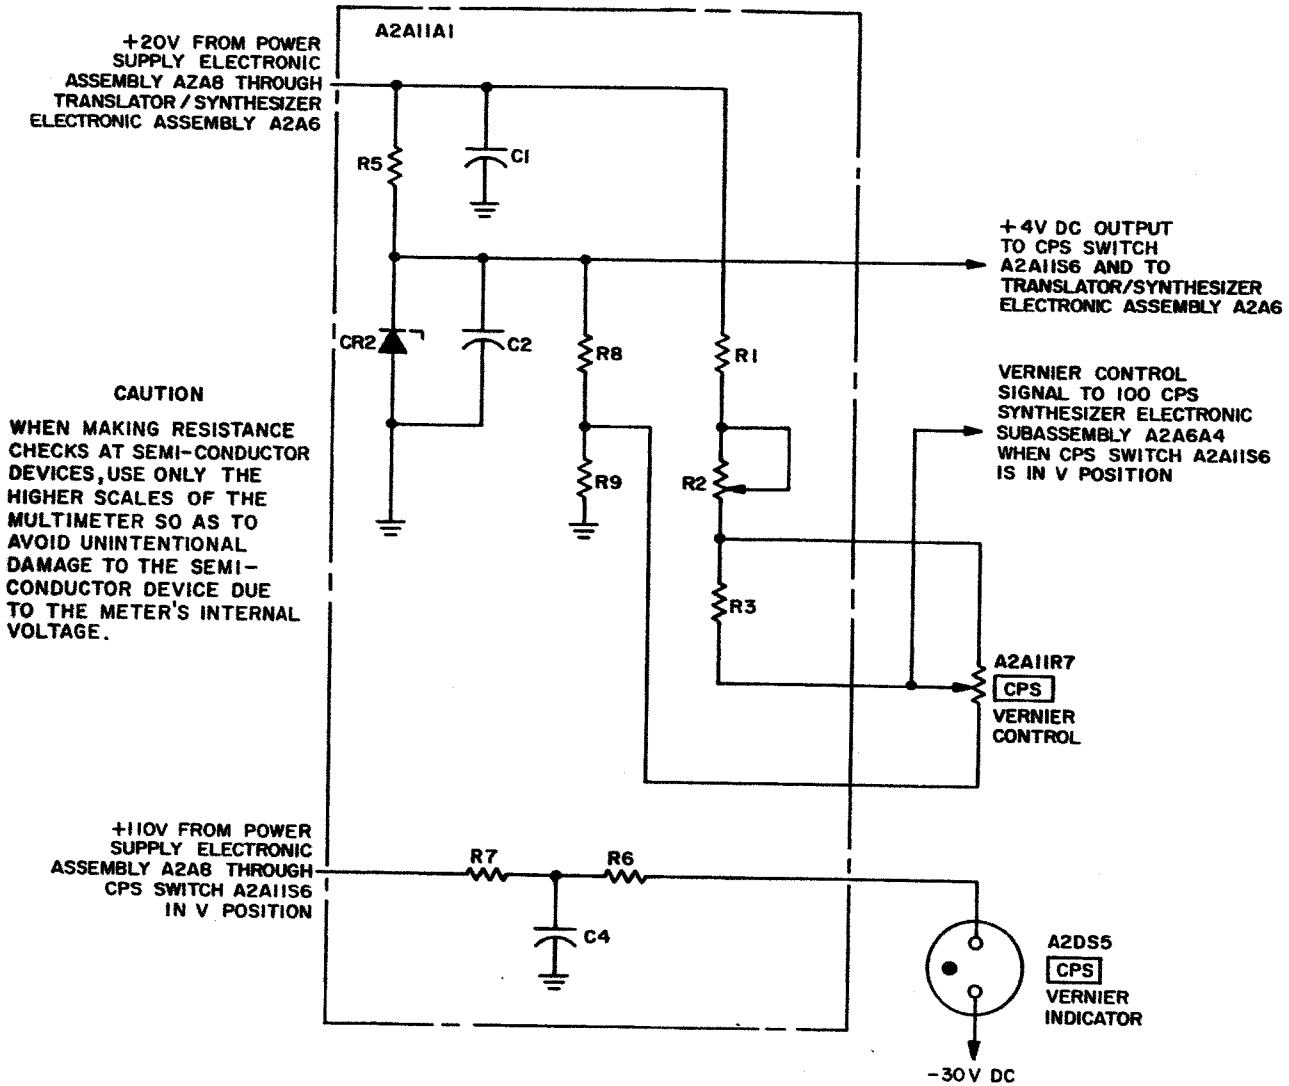 A2A11A1
+20V FROM POWER
SUPPLY ELECTRONIC
ASSEMBLY AZA8 THROUGH
TRANSLATOR/SYNTHESIZER
ELECTRONIC ASSEMBLY A2A6
R5
C1
+4V DC OUTPUT
TO CPS SWITCH
A2A11S6 AND TO
TRANSLATOR/SYNTHESIZER
ELECTRONIC ASSEMBLY A2A6
CR2
C2
R8
R1
VERNIER CONTROL
SIGNAL TO 100 CPS
SYNTHESIZER ELECTRONIC
SUBASSEMBLY A2A6A4
WHEN CPS SWITCH A2A11S6
IS IN V POSITION
CAUTION
WHEN MAKING RESISTANCE
CHECKS AT SEMI-CONDUCTOR
DEVICES, USE ONLY THE
HIGHER SCALES OF THE
MULTIMETER SO AS TO
AVOID UNINTENTIONAL
DAMAGE TO THE SEMI-
CONDUCTOR DEVICE DUE
TO THE METER'S INTERNAL
VOLTAGE.
R9
R2
R3
A2A11R7
CPS
VERNIER
CONTROL
+110V FROM POWER
SUPPLY ELECTRONIC
ASSEMBLY A2A8 THROUGH
CPS SWITCH A2A11S6
IN V POSITION
R7
R6
C4
A2DS5
CPS
VERNIER
INDICATOR
-30V DC